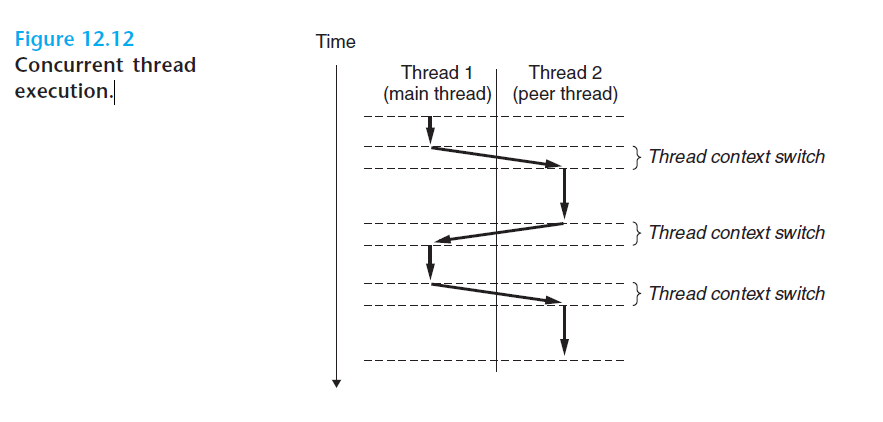 Figure 12.12
Concurrent thread
execution.
Time
Thread 1
(main thread)
Thread 2
(peer thread)
Thread context switch
Thread context switch
Thread context switch